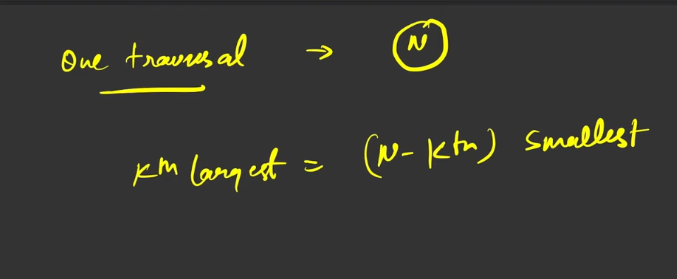 One traversal → N
Kth largest = (N - Kth) smallest